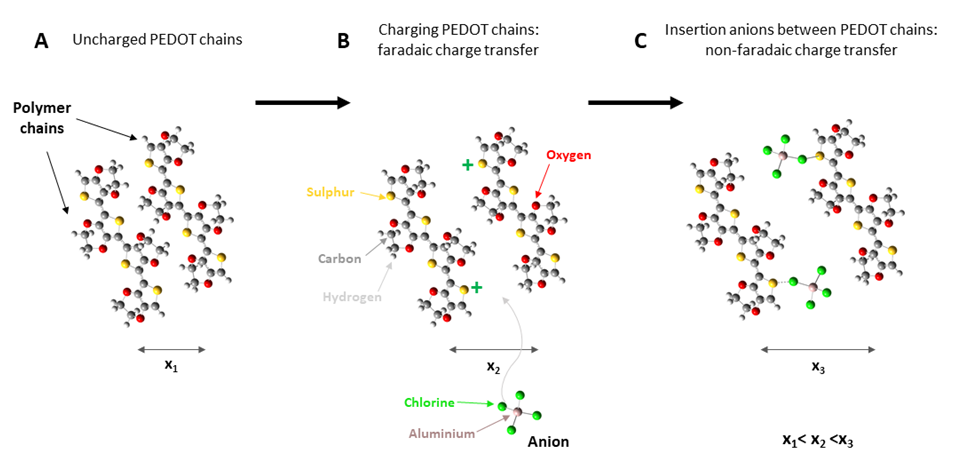 A
Uncharged PEDOT chains
B
Charging PEDOT chains:
faradaic charge transfer
C
Insertion anions between PEDOT chains:
non-faradaic charge transfer
Polymer
chains
+
Oxygen
Sulphur
Carbon
Hydrogen
+
x₁
x₂
x₃
Chlorine
Aluminium
Anion
x₁< x₂ <x₃